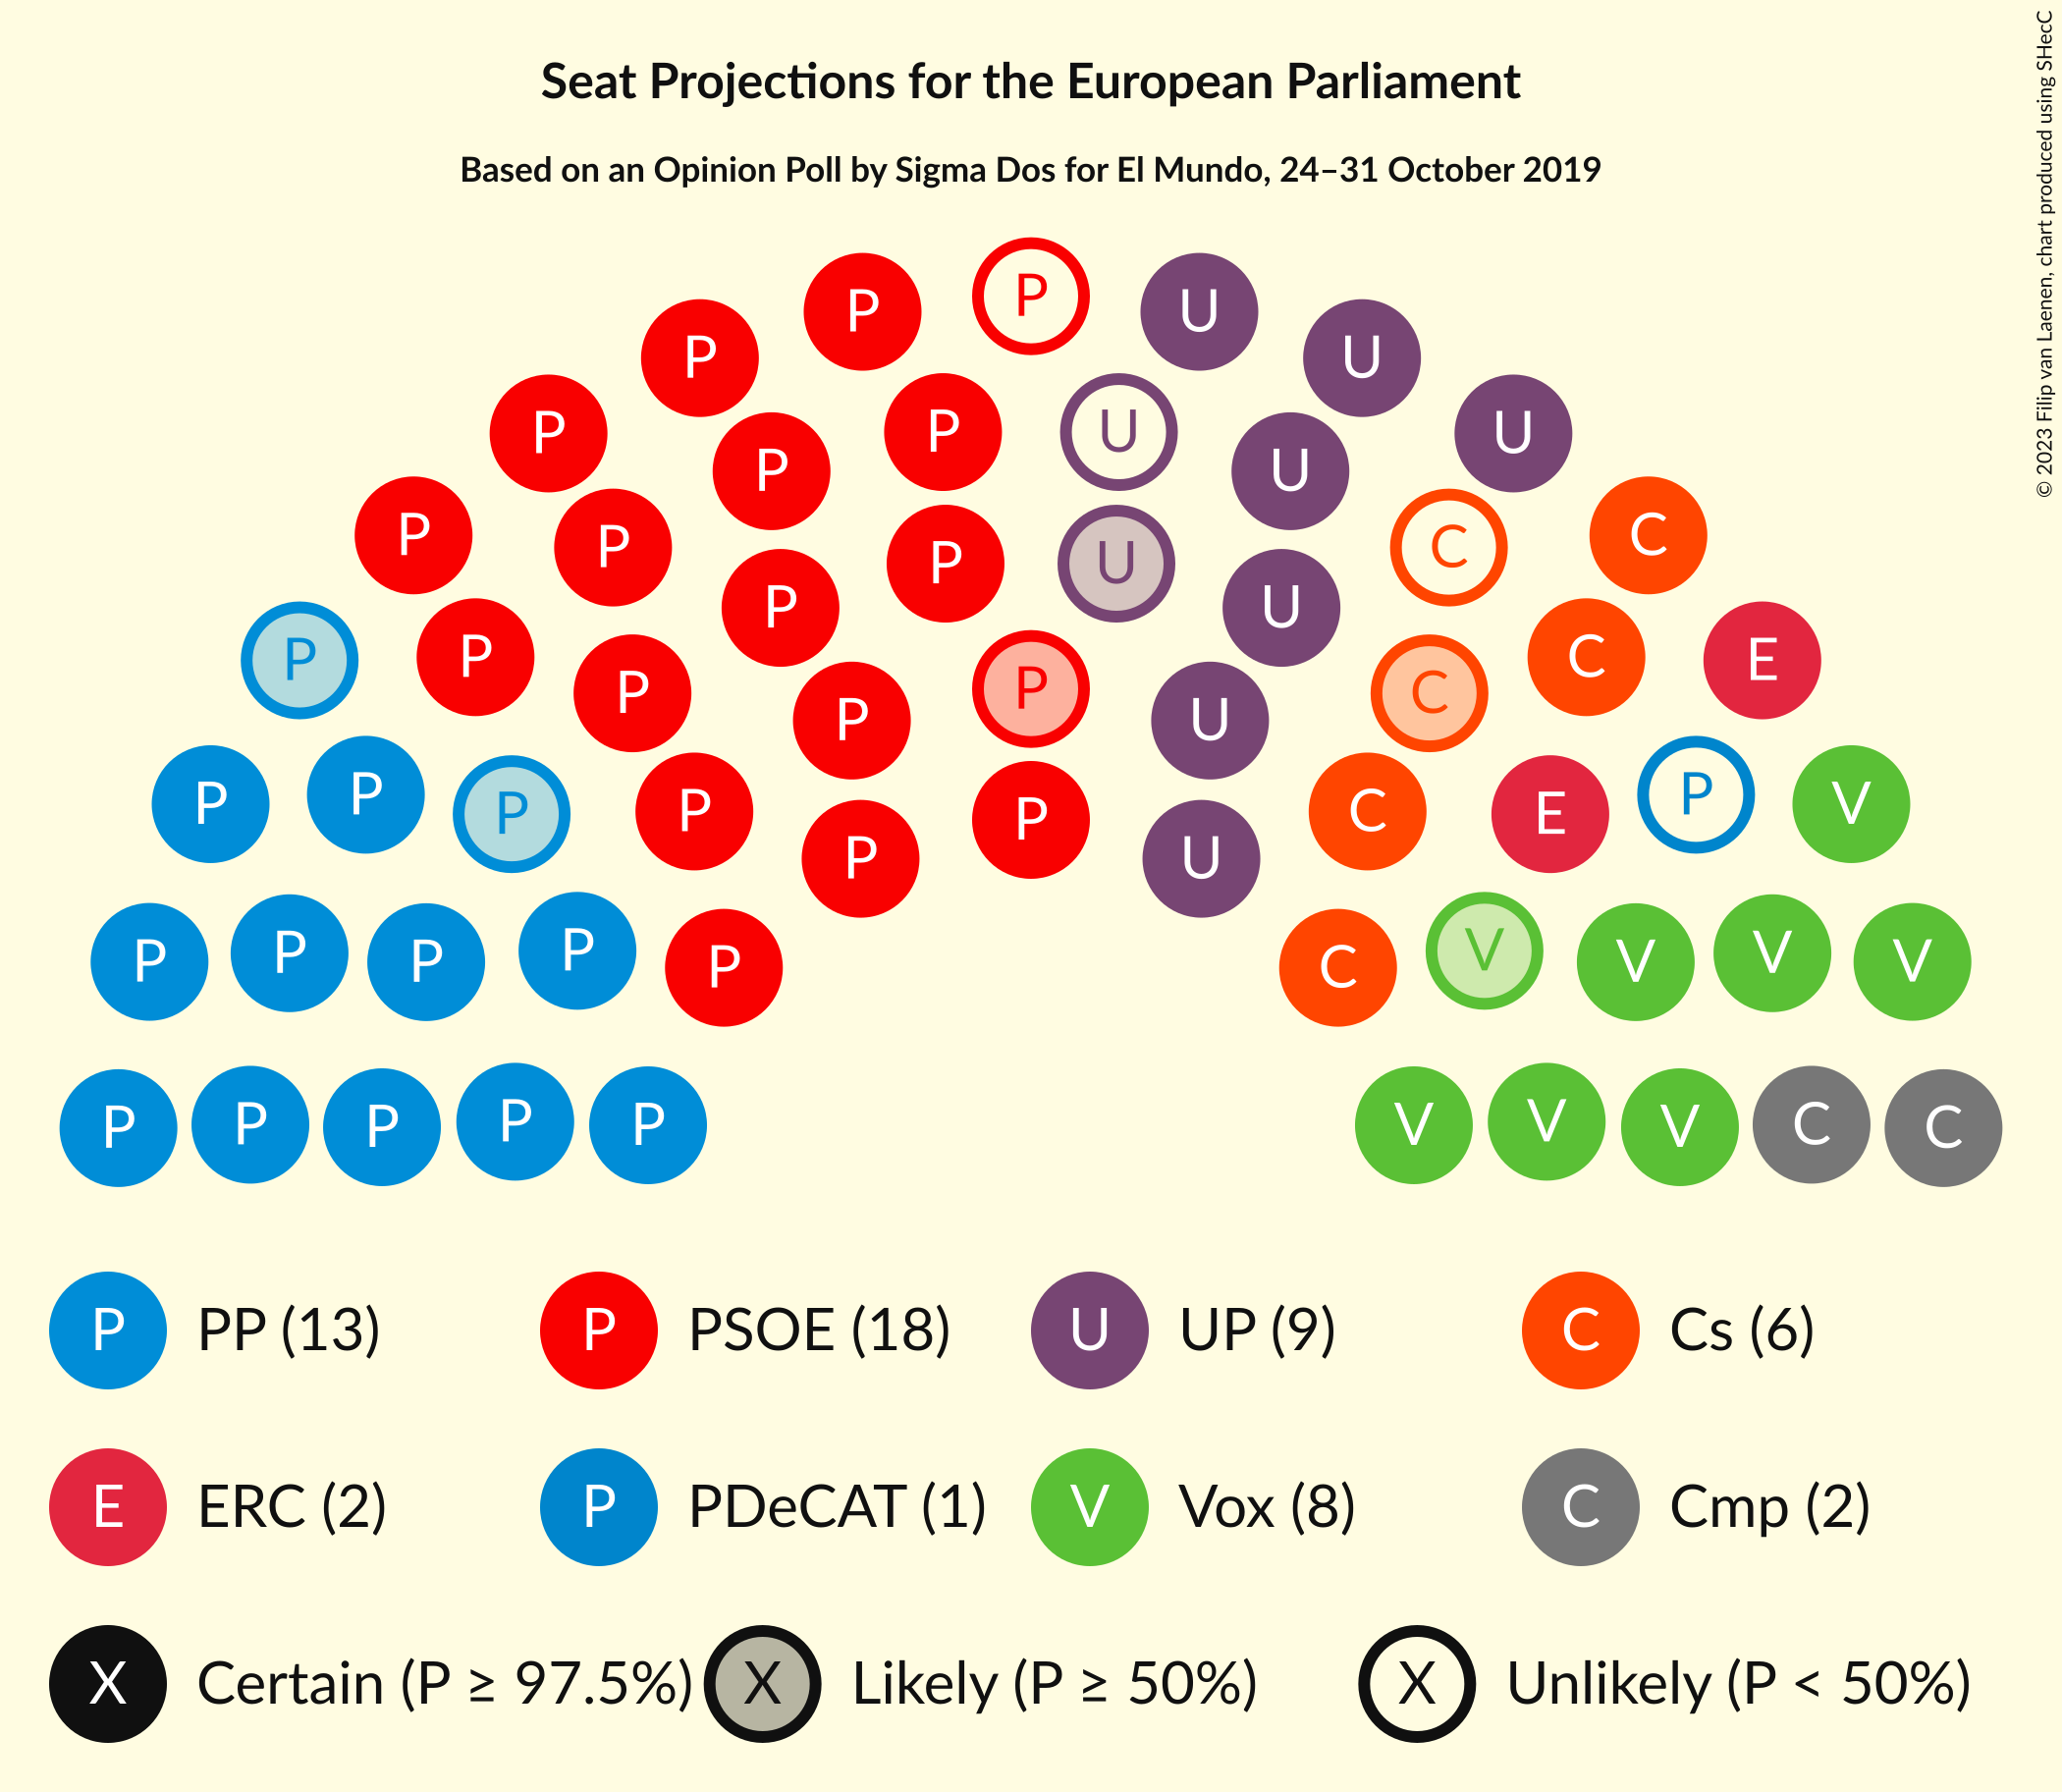 Seat Projections for the European Parliament
Based on an Opinion Poll by Sigma Dos for El Mundo, 24–31 October 2019
© 2023 Filip van Laenen, chart produced using SHecC
P P P U U
P P P U U U
P P P C C
P P U U
P P P P U C C E
P P P P P U C E P V
P P U
P P P P P C V V V V
P P P P P V V V C C
P PP (13) P PSOE (18) U UP (9) C Cs (6)
E ERC (2) P PDeCAT (1) V Vox (8) C Cmp (2)
X Certain (P ≥ 97.5%) X Likely (P ≥ 50%) X Unlikely (P < 50%)